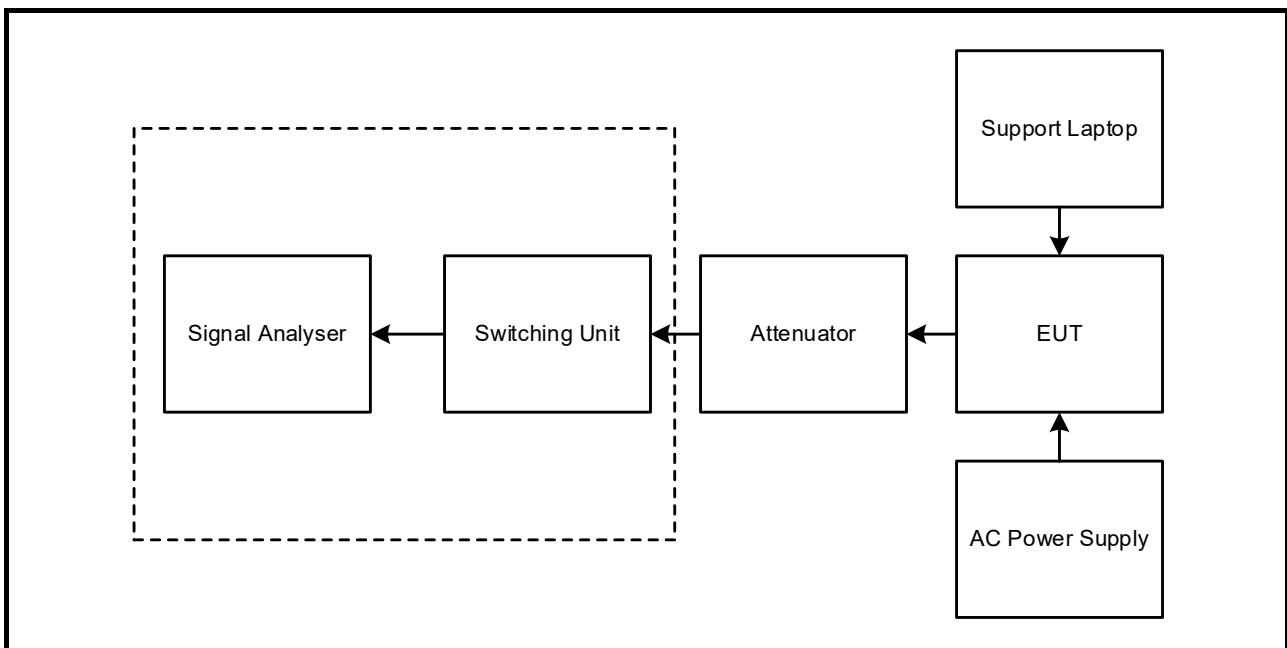 Support Laptop
Signal Analyser
Switching Unit
Attenuator
EUT
AC Power Supply